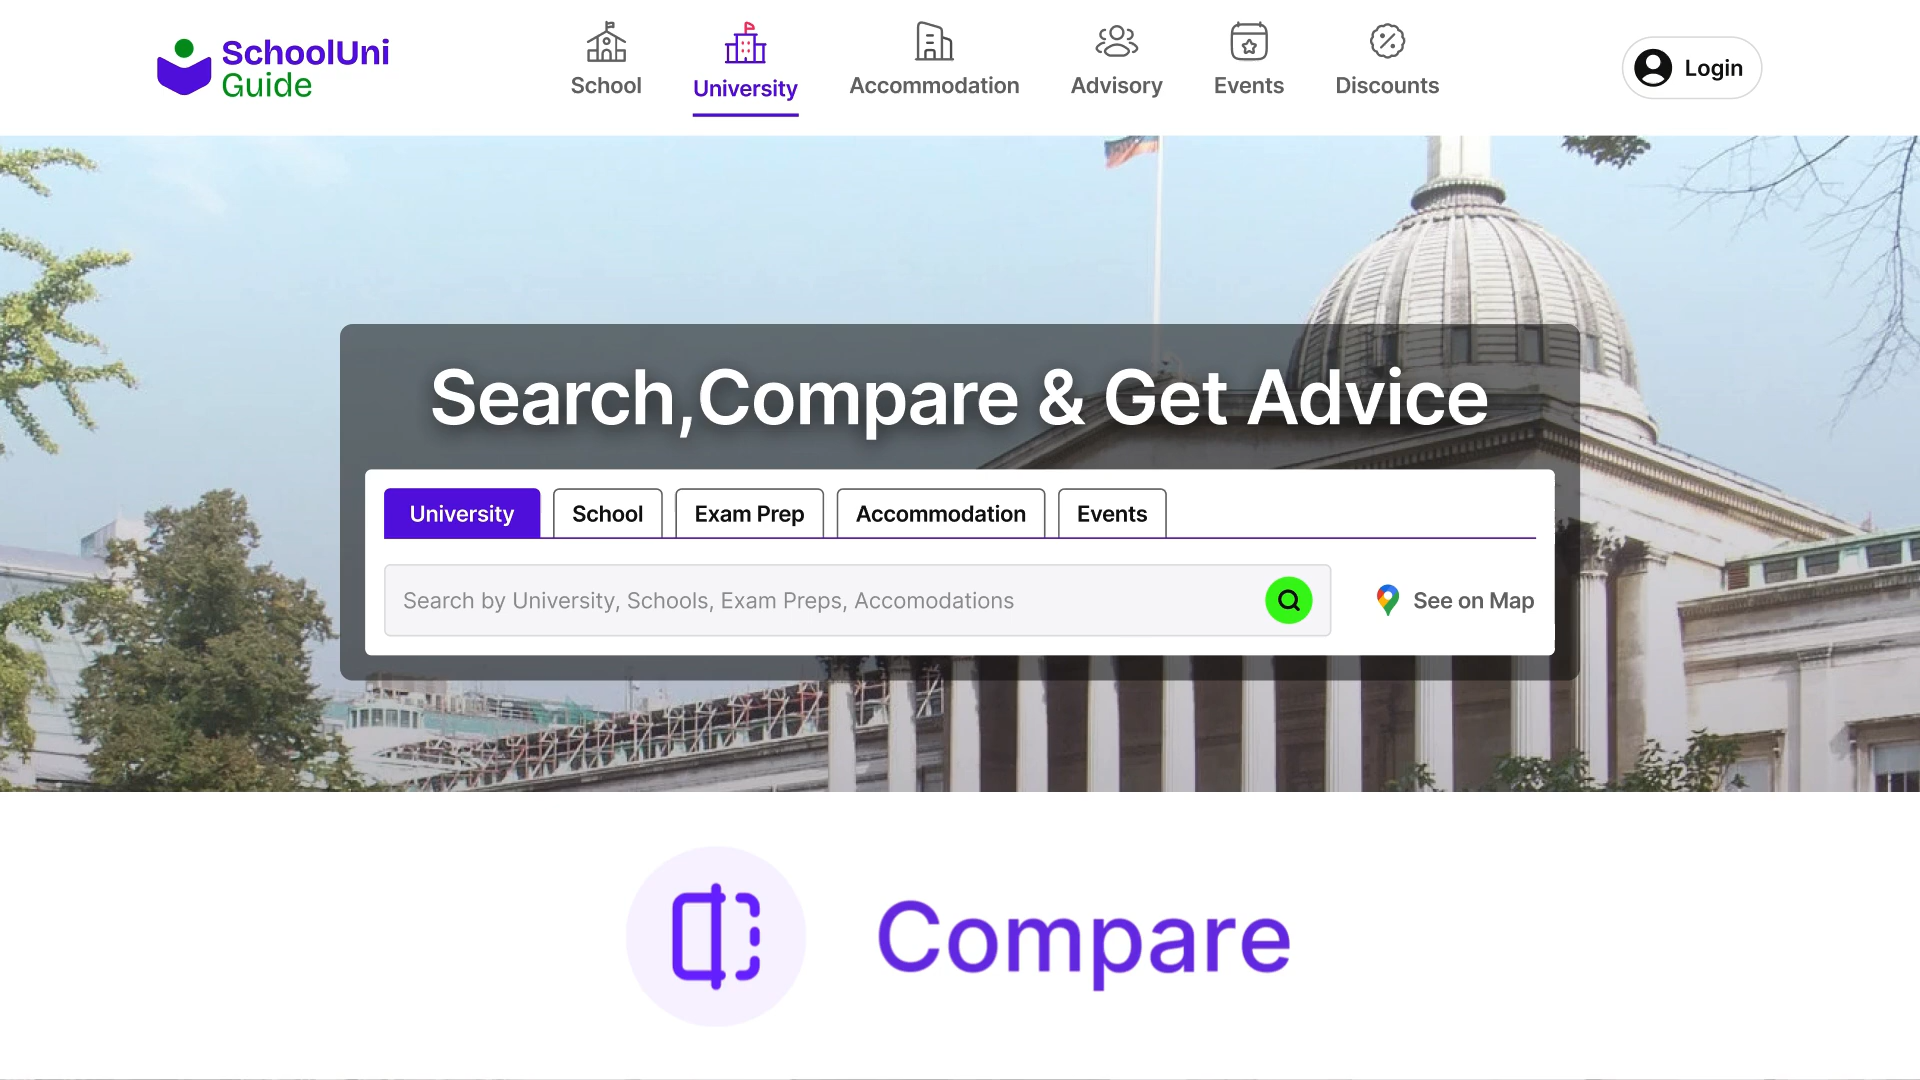 SchoolUni
Guide
School
University
Accommodation
Advisory
Events
Discounts
Login
Search,Compare & Get Advice
University
School
Exam Prep
Accommodation
Events
Search by University, Schools, Exam Preps, Accomodations
See on Map
Compare